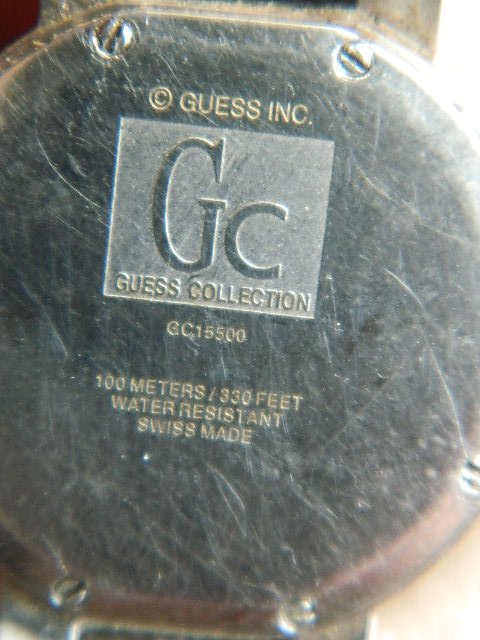 © GUESS INC.
Gc
GUESS COLLECTION
GC15500
100 METERS / 330 FEET
WATER RESISTANT
SWISS MADE